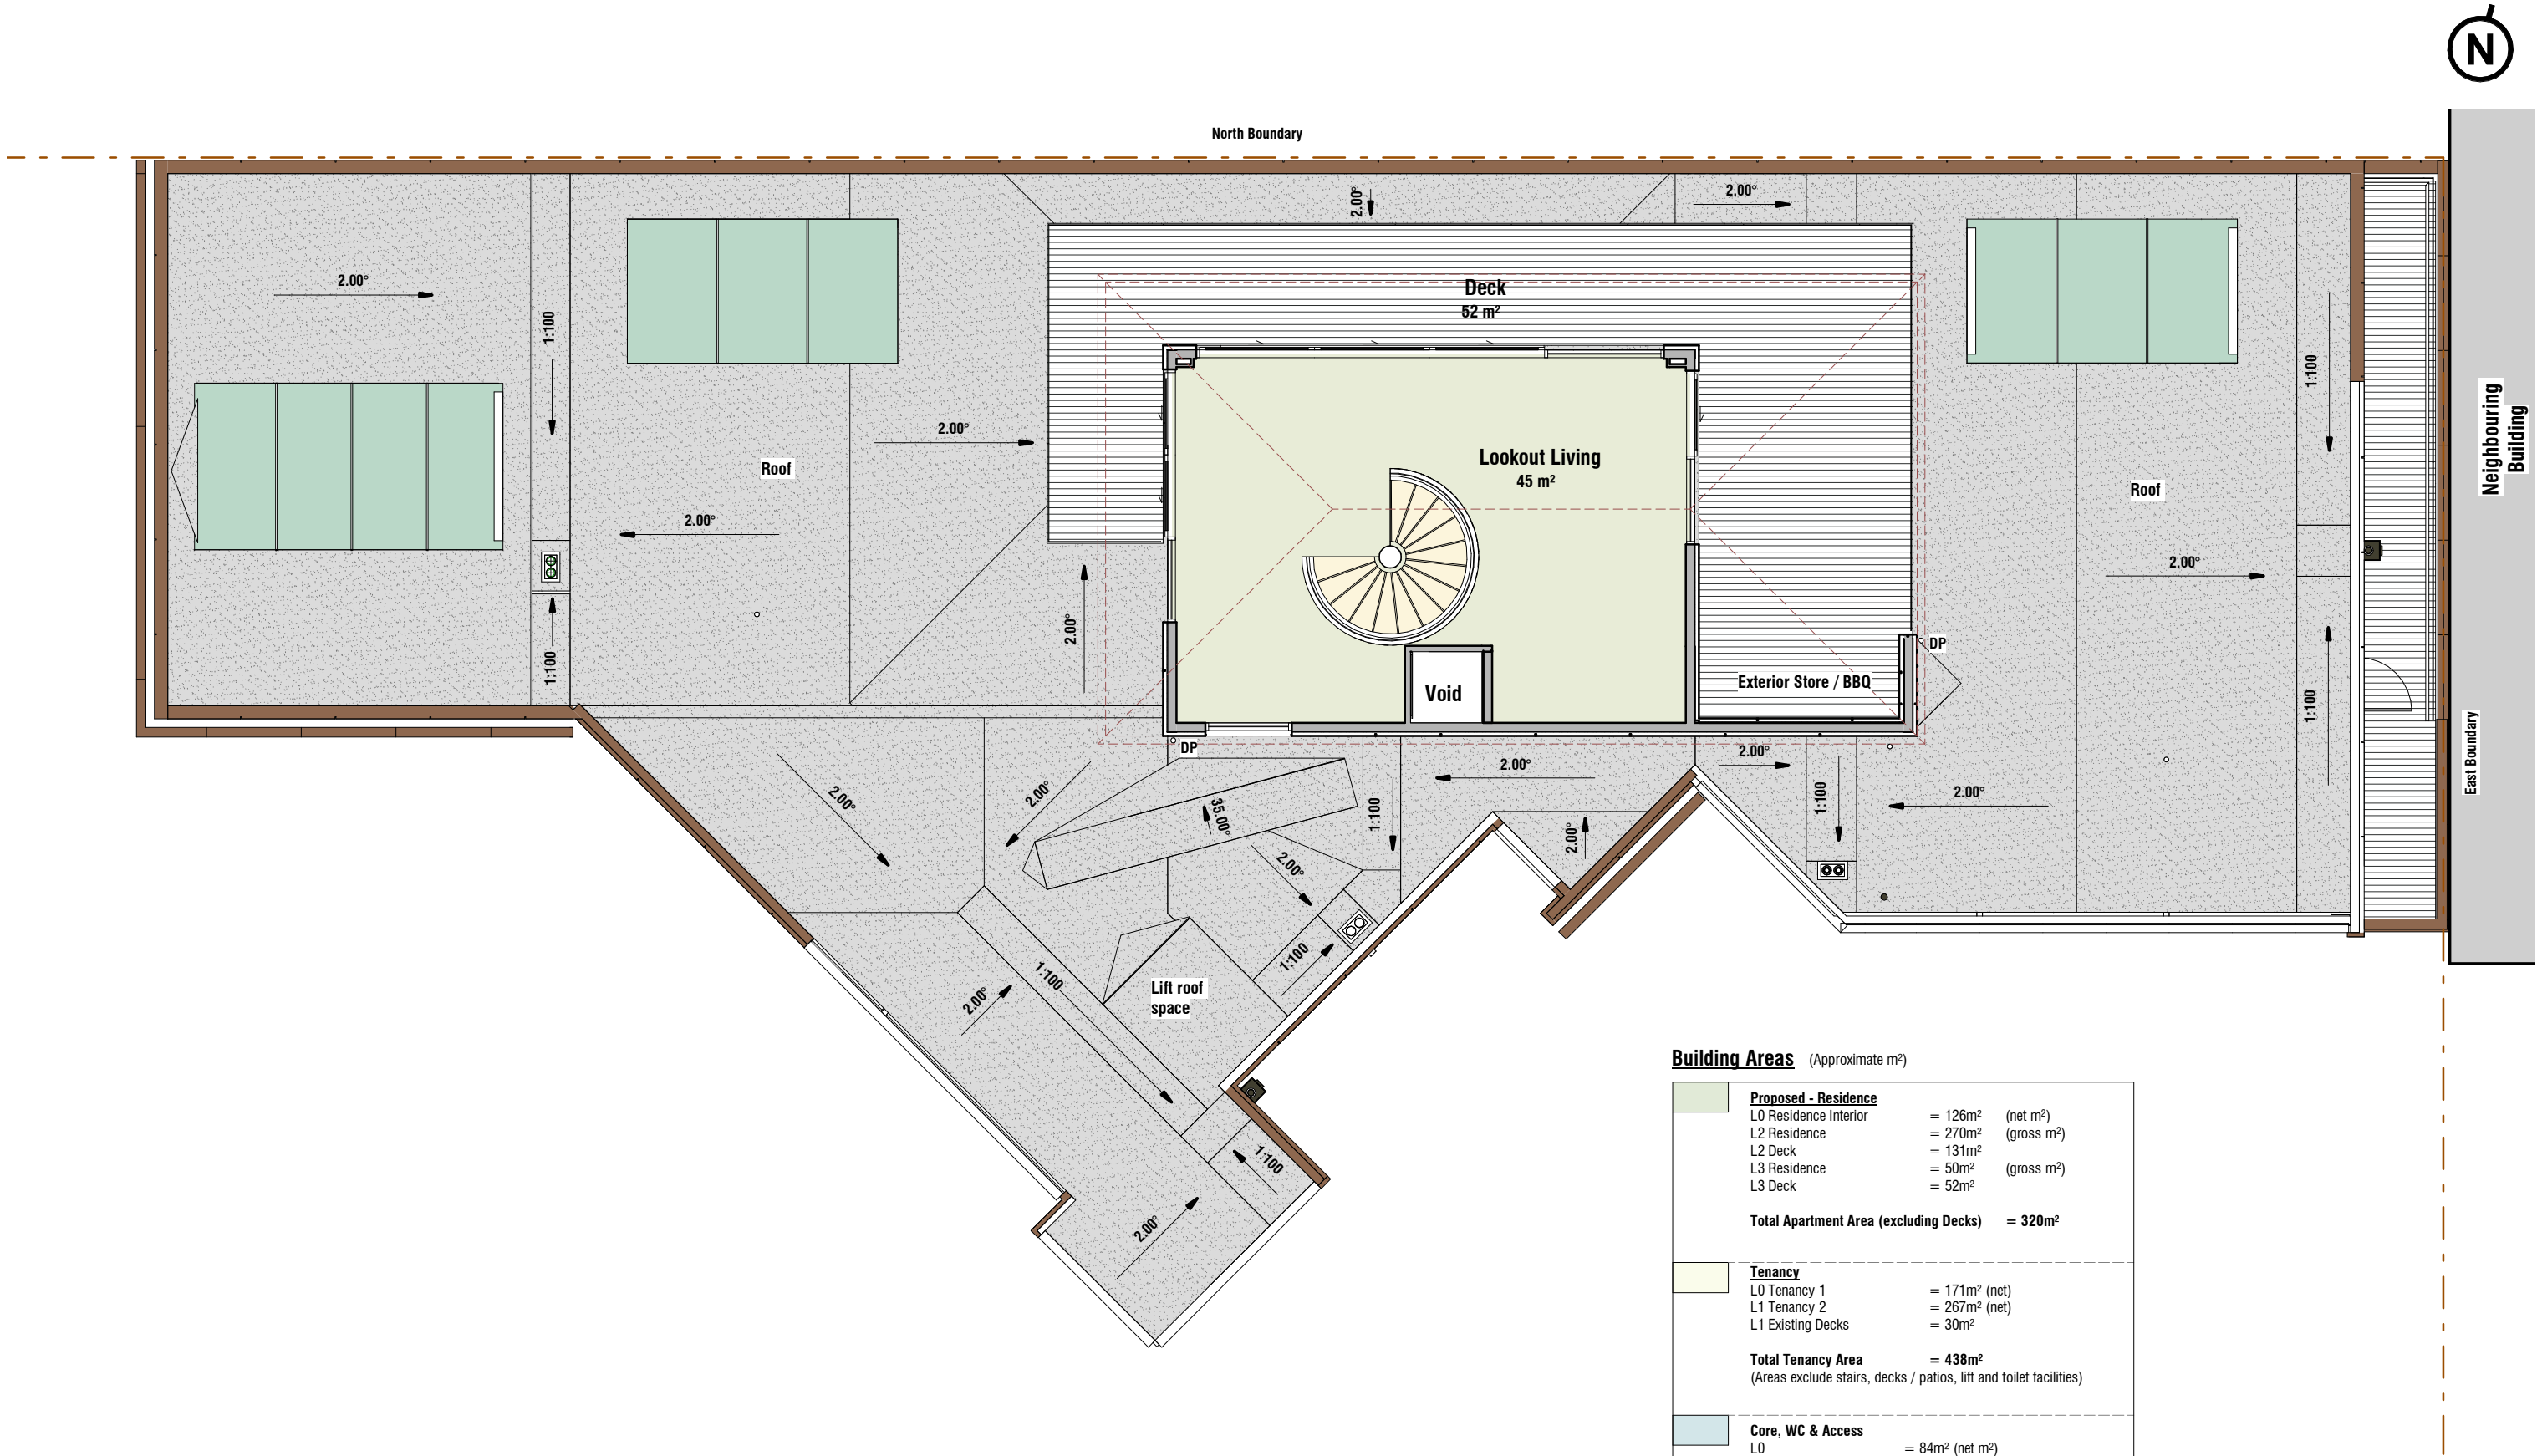 N
North Boundary
2.00°
2.00°
2.00°
1:100
Deck
52 m²
1:100
Neighbouring
Building
2.00°
Lookout Living
45 m²
Roof
Roof
2.00°
2.00°
2.00°
1:100
DP
Exterior Store / BBQ
Void
1:100
East Boundary
DP
2.00°
2.00°
2.00°
2.00°
35.00°
1:100
1:100
2.00°
2.00°
2.00°
1:100
1:100
2.00°
Lift roof
space
1:100
2.00°
Building Areas (Approximate m²)
Proposed - Residence
L0 Residence Interior = 126m² (net m²)
L2 Residence = 270m² (gross m²)
L2 Deck = 131m²
L3 Residence = 50m² (gross m²)
L3 Deck = 52m²
Total Apartment Area (excluding Decks) = 320m²
Tenancy
L0 Tenancy 1 = 171m² (net)
L1 Tenancy 2 = 267m² (net)
L1 Existing Decks = 30m²
Total Tenancy Area = 438m²
(Areas exclude stairs, decks / patios, lift and toilet facilities)
Core, WC & Access
L0 = 84m² (net m²)